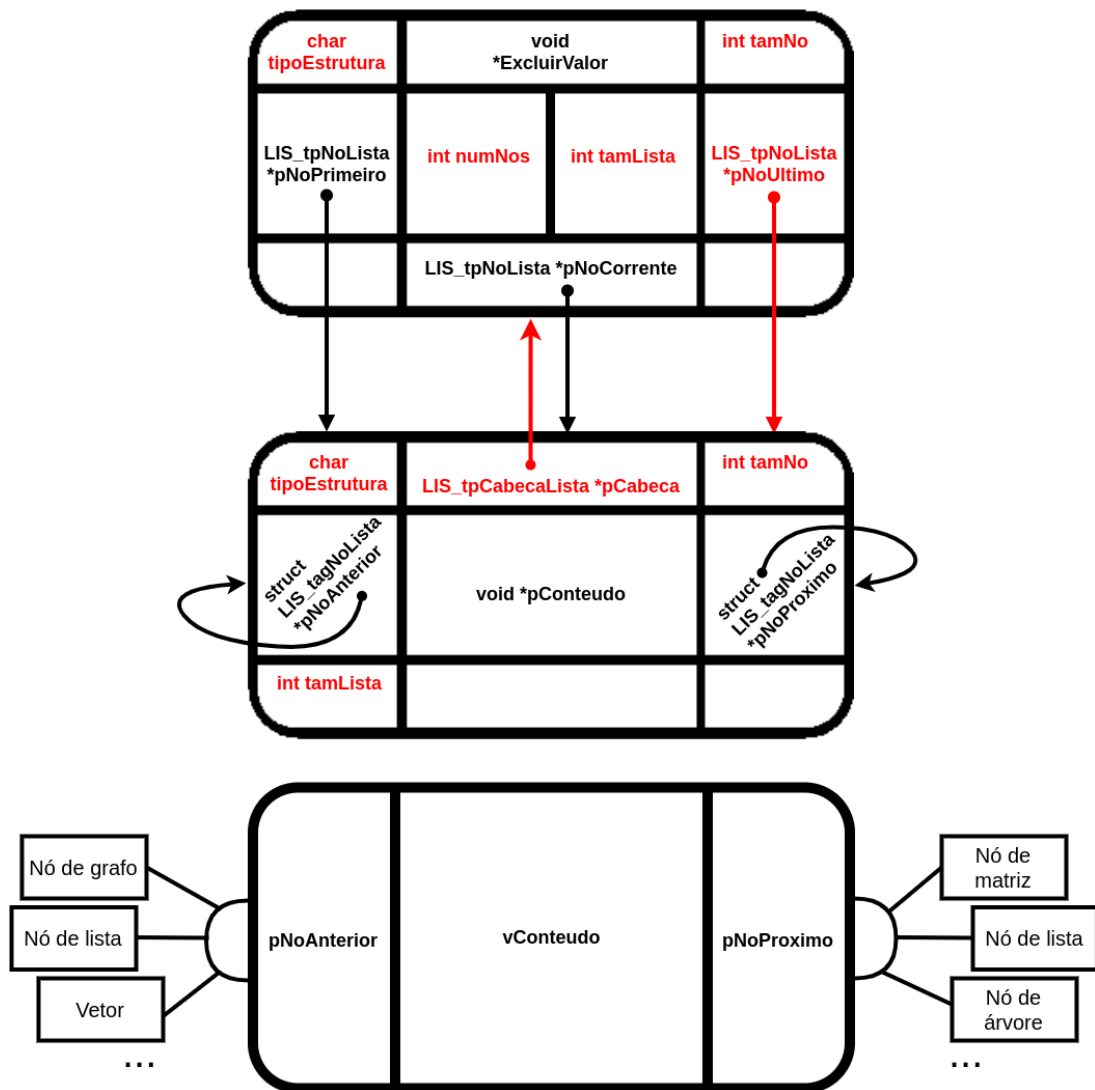 char
tipoEstrutura
void
*ExcluirValor
int tamNo
LIS_tpNoLista
*pNoPrimeiro
int numNos
int tamLista
LIS_tpNoLista
*pNoUltimo
LIS_tpNoLista *pNoCorrente
char
tipoEstrutura
LIS_tpCabecaLista *pCabeca
int tamNo
struct
LIS_tagNoLista
*pNoAnterior
void *pConteudo
struct
LIS_tagNoLista
*pNoProximo
int tamLista
Nó de grafo
Nó de lista
Vetor
...
pNoAnterior
vConteudo
pNoProximo
Nó de
matriz
Nó de lista
Nó de
árvore
...